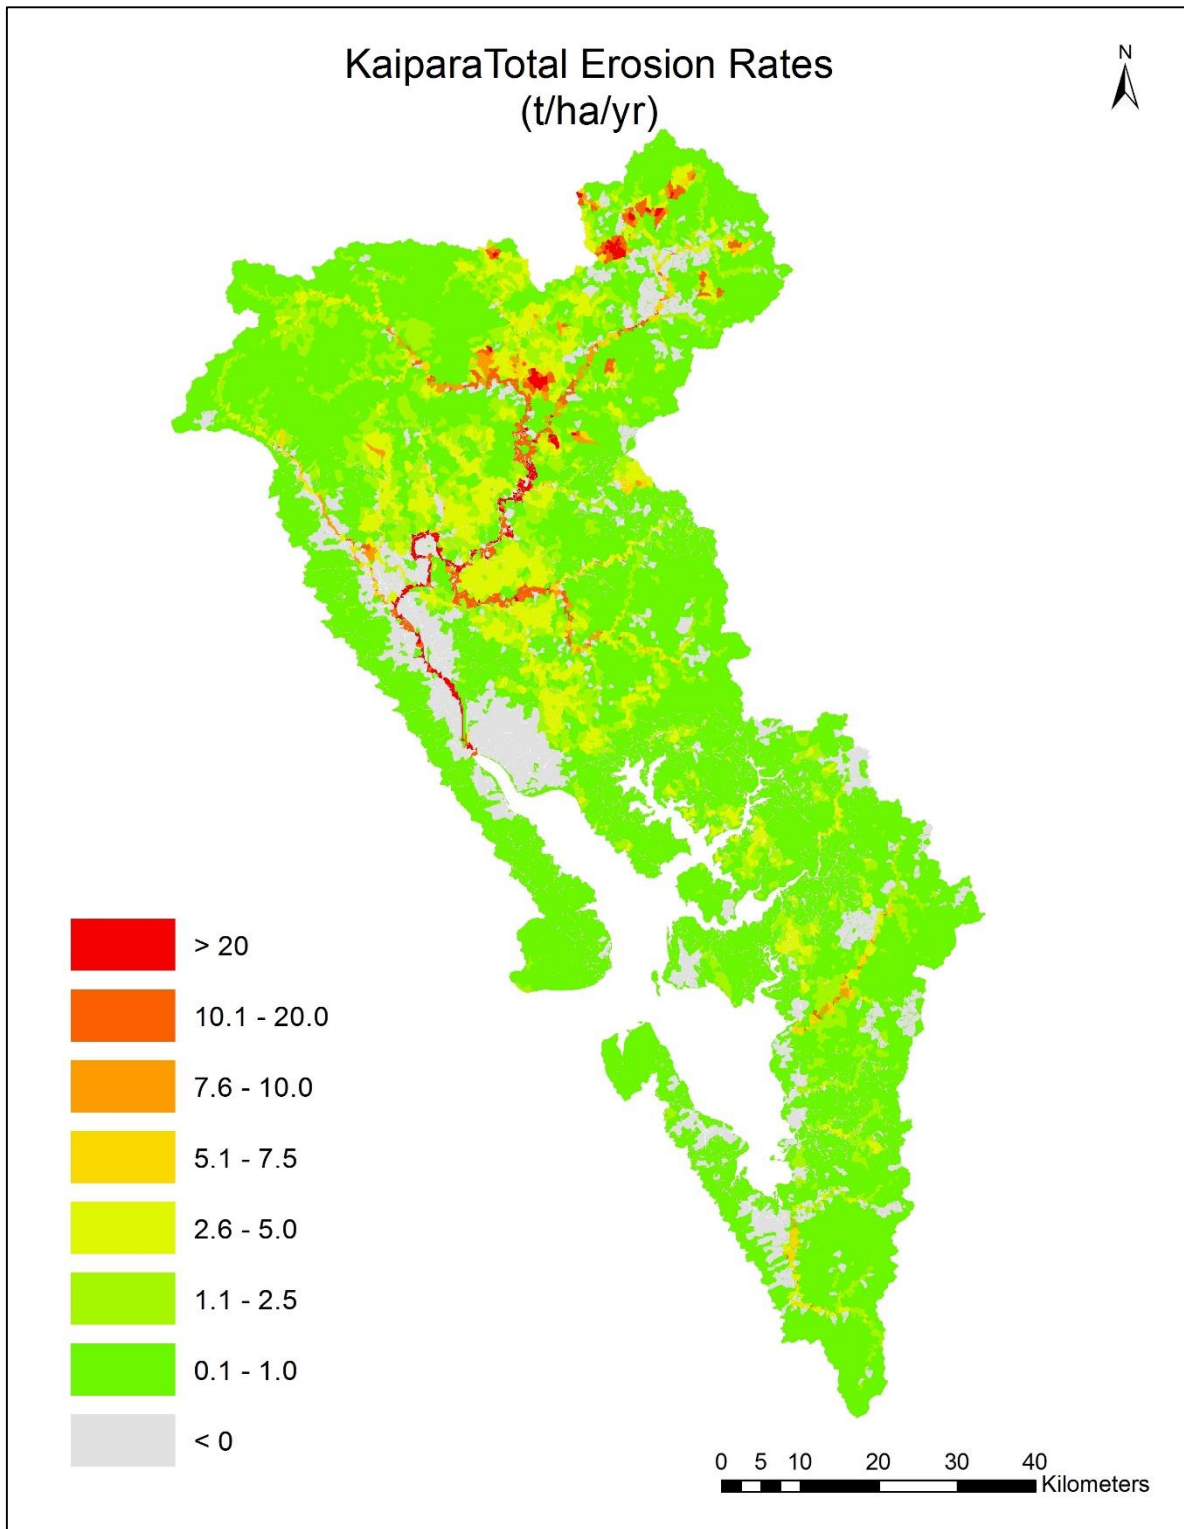 KaiparaTotal Erosion Rates
(t/ha/yr)
N
> 20
10.1 - 20.0
7.6 - 10.0
5.1 - 7.5
2.6 - 5.0
1.1 - 2.5
0.1 - 1.0
< 0
0 5 10 20 30 40
Kilometers